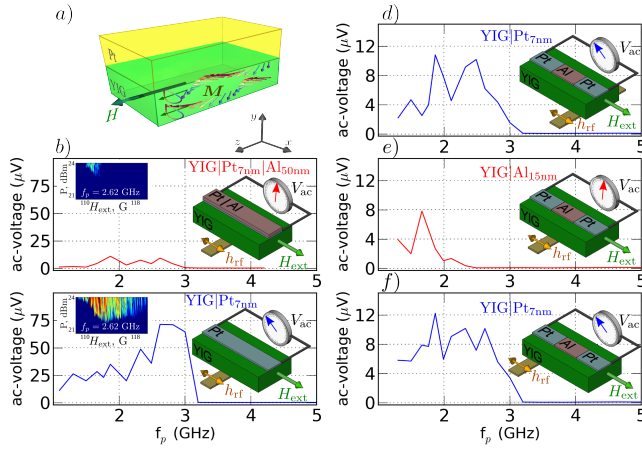 a)
Pt
YIG
M
H
y
z
x
b)
YIG|Pt7nm|Al50nm
ac-voltage (μV)
75
50
25
0
P, dBm
24
21
fp = 2.62 GHz
110 Hext, G 118
Pt
Al
YIG
Vac
hrf
Hext
YIG|Pt7nm
ac-voltage (μV)
75
50
25
0
P, dBm
24
21
fp = 2.62 GHz
110 Hext, G 118
Pt
YIG
Vac
hrf
Hext
2 3 4 5
fp (GHz)
d)
YIG|Pt7nm
ac-voltage (μV)
12
8
4
0
Pt Al Pt
YIG
Vac
hrf
Hext
e)
YIG|Al15nm
ac-voltage (μV)
12
8
4
0
Pt Al Pt
YIG
Vac
hrf
Hext
f)
YIG|Pt7nm
ac-voltage (μV)
12
8
4
0
Pt Al Pt
YIG
Vac
hrf
Hext
2 3 4 5
fp (GHz)